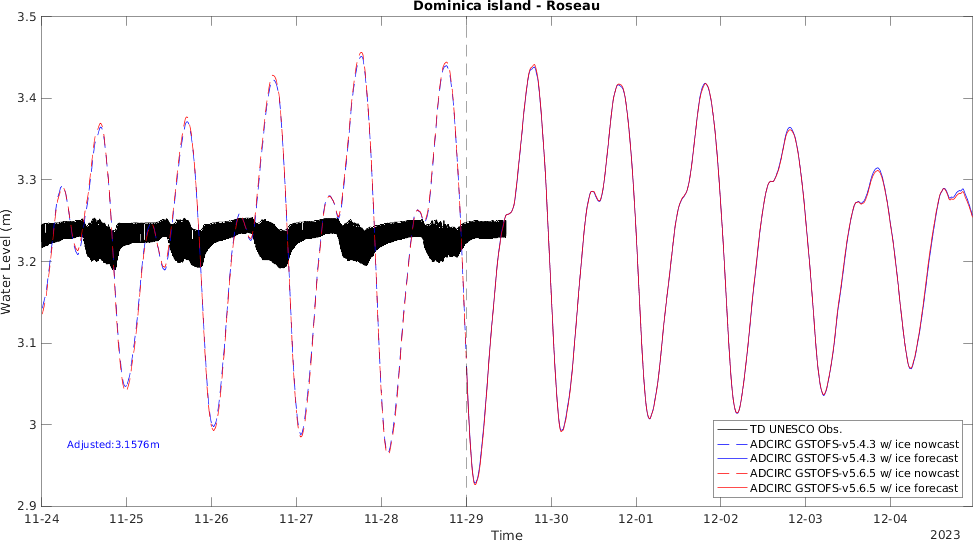 Dominica island - Roseau
3.5
3.4
3.3
3.2
3.1
3
2.9
Water Level (m)
Adjusted:3.1576m
TD UNESCO Obs.
ADCIRC GSTOFS-v5.4.3 w/ ice nowcast
ADCIRC GSTOFS-v5.4.3 w/ ice forecast
ADCIRC GSTOFS-v5.6.5 w/ ice nowcast
ADCIRC GSTOFS-v5.6.5 w/ ice forecast
11-24 11-25 11-26 11-27 11-28 11-29 11-30 12-01 12-02 12-03 12-04
Time
2023